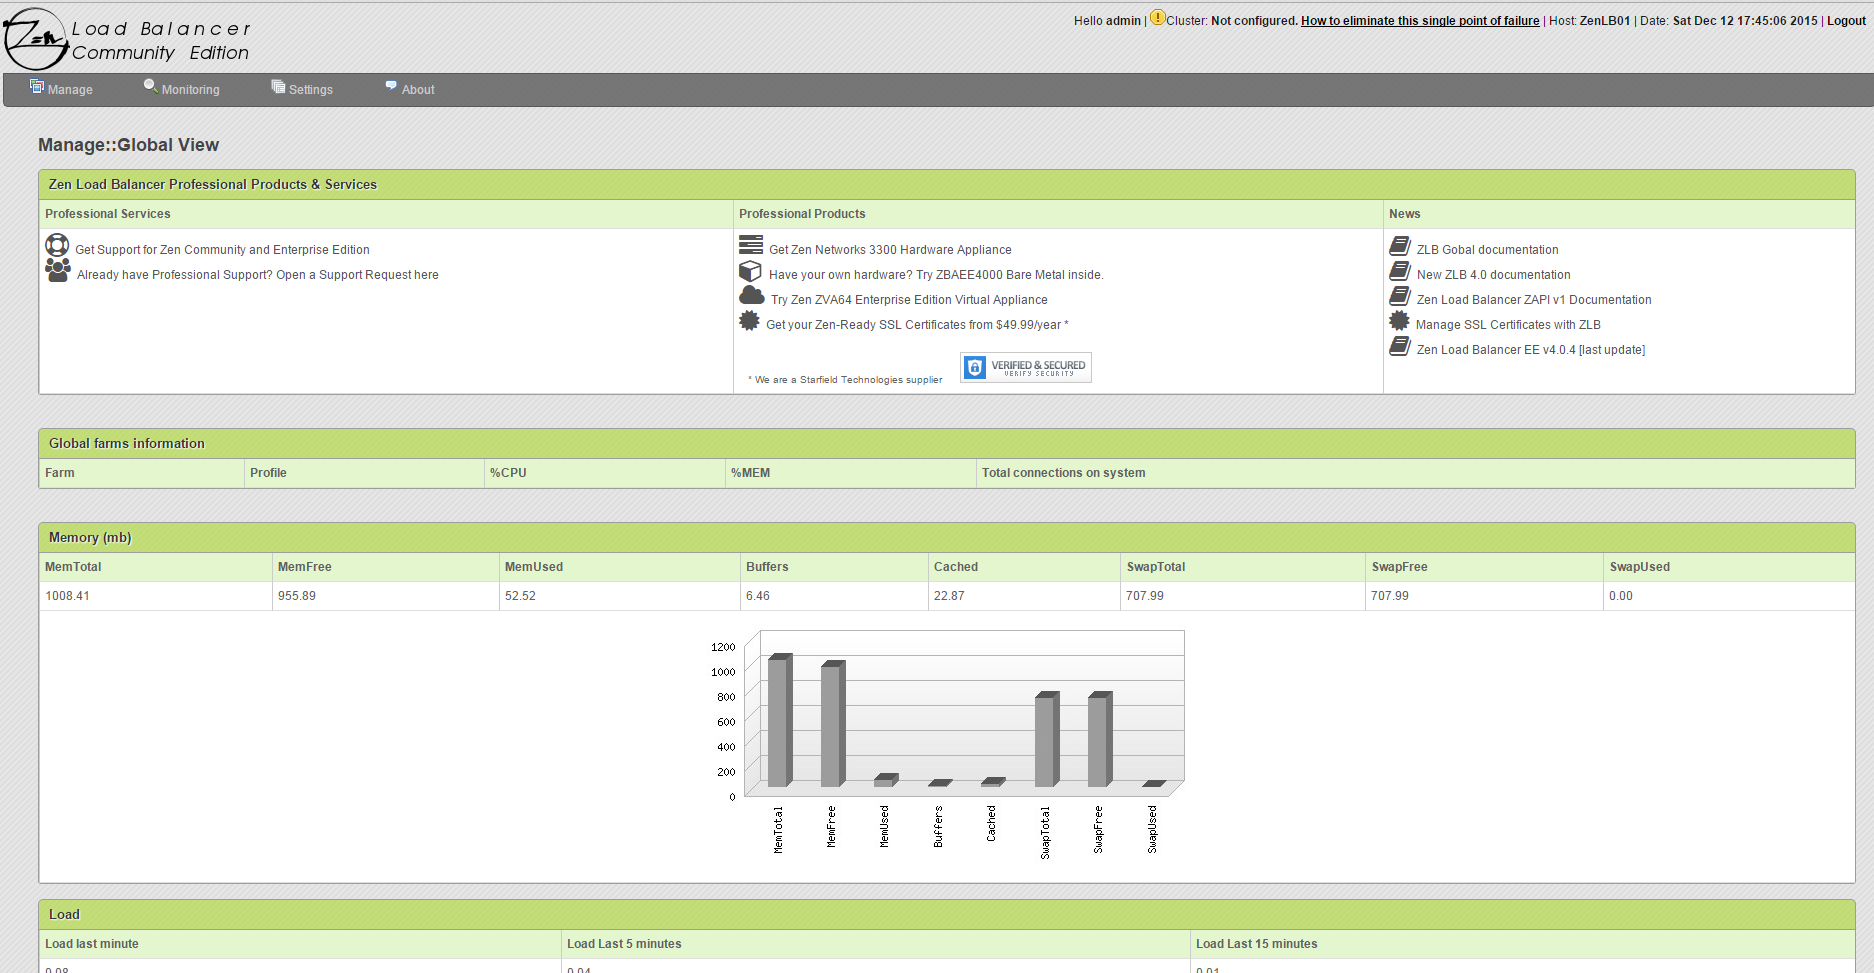 Zen
Load Balancer
Community Edition
Hello admin | Cluster: Not configured. How to eliminate this single point of failure | Host: ZenLB01 | Date: Sat Dec 12 17:45:06 2015 | Logout
Manage Monitoring Settings About
Manage::Global View
Zen Load Balancer Professional Products & Services
Professional Services Professional Products News
Get Support for Zen Community and Enterprise Edition Get Zen Networks 3300 Hardware Appliance ZLB Gobal documentation
Already have Professional Support? Open a Support Request here Have your own hardware? Try ZBAEE4000 Bare Metal inside. New ZLB 4.0 documentation
Try Zen ZVA64 Enterprise Edition Virtual Appliance Zen Load Balancer ZAPI v1 Documentation
Get your Zen-Ready SSL Certificates from $49.99/year * Manage SSL Certificates with ZLB
Zen Load Balancer EE v4.0.4 [last update]
VERIFIED & SECURED
VERIFY SECURITY
* We are a Starfield Technologies supplier
Global farms information
Farm Profile %CPU %MEM Total connections on system
Memory (mb)
MemTotal MemFree MemUsed Buffers Cached SwapTotal SwapFree SwapUsed
1008.41 955.89 52.52 6.46 22.87 707.99 707.99 0.00
1200
1000
800
600
400
200
0
MemTotal MemFree MemUsed Buffers Cached SwapTotal SwapFree SwapUsed
Load
Load last minute Load Last 5 minutes Load Last 15 minutes
0.08 0.04 0.01